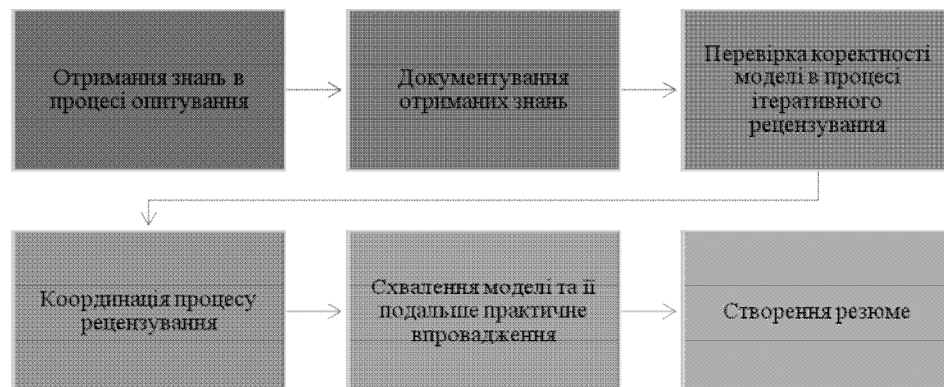 Отримання знань в
процесі опитування
Документування
отриманих знань
Перевірка коректності
моделі в процесі
ітеративного
рецензування
Координація процесу
рецензування
Схвалення моделі та її
подальше практичне
впровадження
Створення резюме